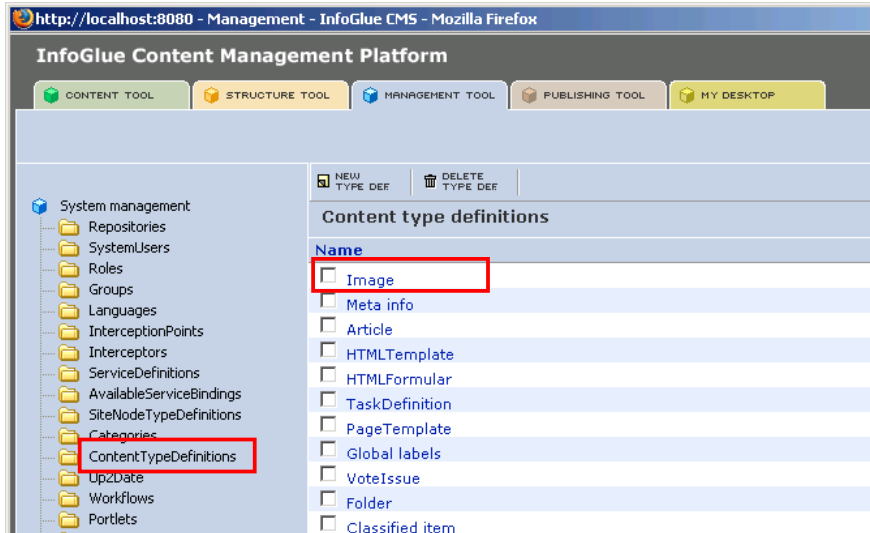 http://localhost:8080 - Management - InfoGlue CMS - Mozilla Firefox
InfoGlue Content Management Platform
CONTENT TOOL
STRUCTURE TOOL
MANAGEMENT TOOL
PUBLISHING TOOL
MY DESKTOP
System management
Repositories
SystemUsers
Roles
Groups
Languages
InterceptionPoints
Interceptors
ServiceDefinitions
AvailableServiceBindings
SiteNodeTypeDefinitions
Categories
ContentTypeDefinitions
Up2Date
Workflows
Portlets
NEW
TYPE DEF
DELETE
TYPE DEF
Content type definitions
Name
Image
Meta info
Article
HTMLTemplate
HTMLFormular
TaskDefinition
PageTemplate
Global labels
VoteIssue
Folder
Classified item